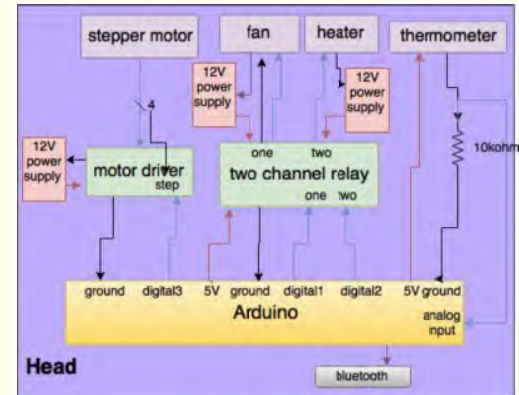 stepper motor
fan
heater
thermometer
12V
power
supply
12V
power
supply
4
12V
power
supply
motor driver
step
one
two
two channel relay
one
two
10kohm
ground
digital3
5V
ground
digital1
digital2
5V
ground
Arduino
analog
input
Head
bluetooth